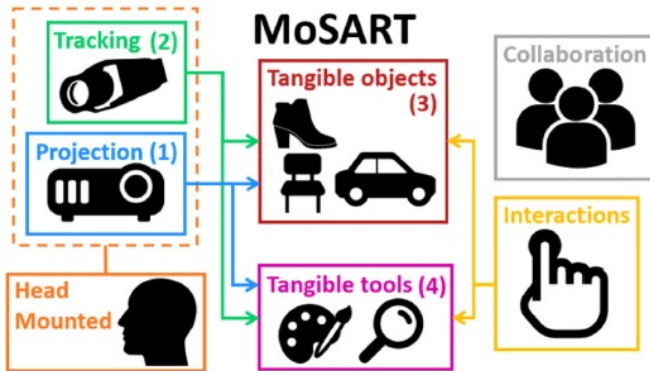 MoSART
Tracking (2)
Projection (1)
Head
Mounted
Tangible objects
(3)
Tangible tools (4)
Collaboration
Interactions